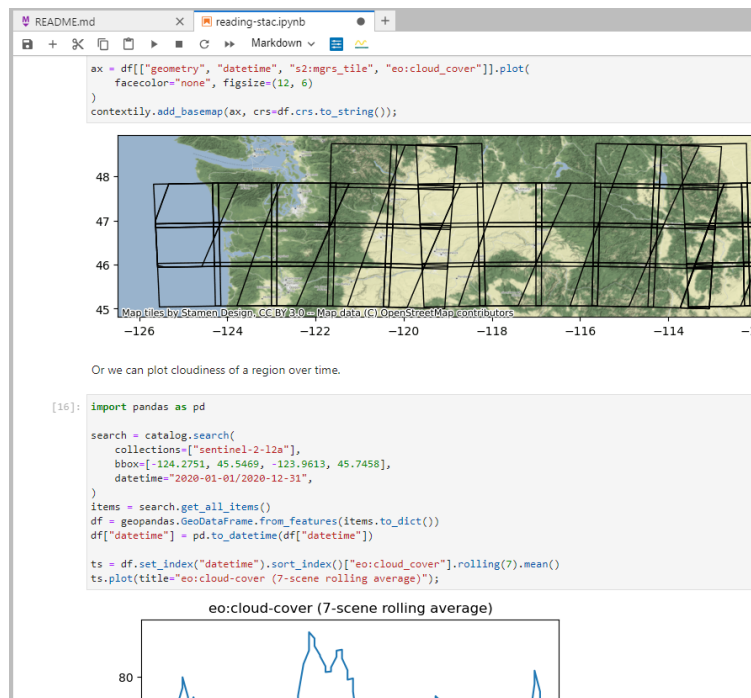 README.md
reading-stac.ipynb
Markdown
ax = df[["geometry", "datetime", "s2:mgrs_tile", "eo:cloud_cover"]].plot(
    facecolor="none", figsize=(12, 6)
)
contextily.add_basemap(ax, crs=df.crs.to_string());
48
47
46
45
Map tiles by Stamen Design, CC BY 3.0 -- Map data (C) OpenStreetMap contributors
−126 −124 −122 −120 −118 −116 −114
Or we can plot cloudiness of a region over time.
[16]: import pandas as pd
search = catalog.search(
    collections=["sentinel-2-l2a"],
    bbox=[-124.2751, 45.5469, -123.9613, 45.7458],
    datetime="2020-01-01/2020-12-31",
)
items = search.get_all_items()
df = geopandas.GeoDataFrame.from_features(items.to_dict())
df["datetime"] = pd.to_datetime(df["datetime"])
ts = df.set_index("datetime").sort_index()["eo:cloud_cover"].rolling(7).mean()
ts.plot(title="eo:cloud-cover (7-scene rolling average)");
eo:cloud-cover (7-scene rolling average)
80